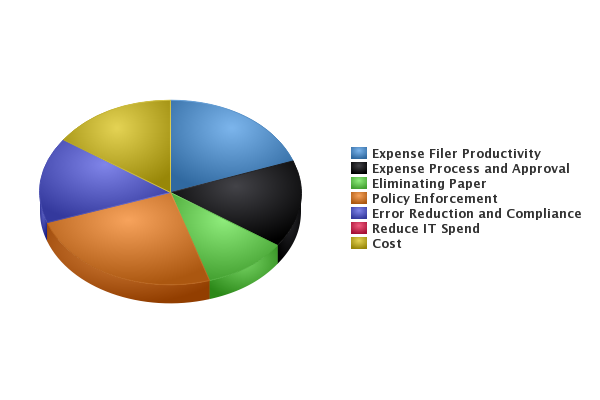 Expense Filer Productivity
Expense Process and Approval
Eliminating Paper
Policy Enforcement
Error Reduction and Compliance
Reduce IT Spend
Cost